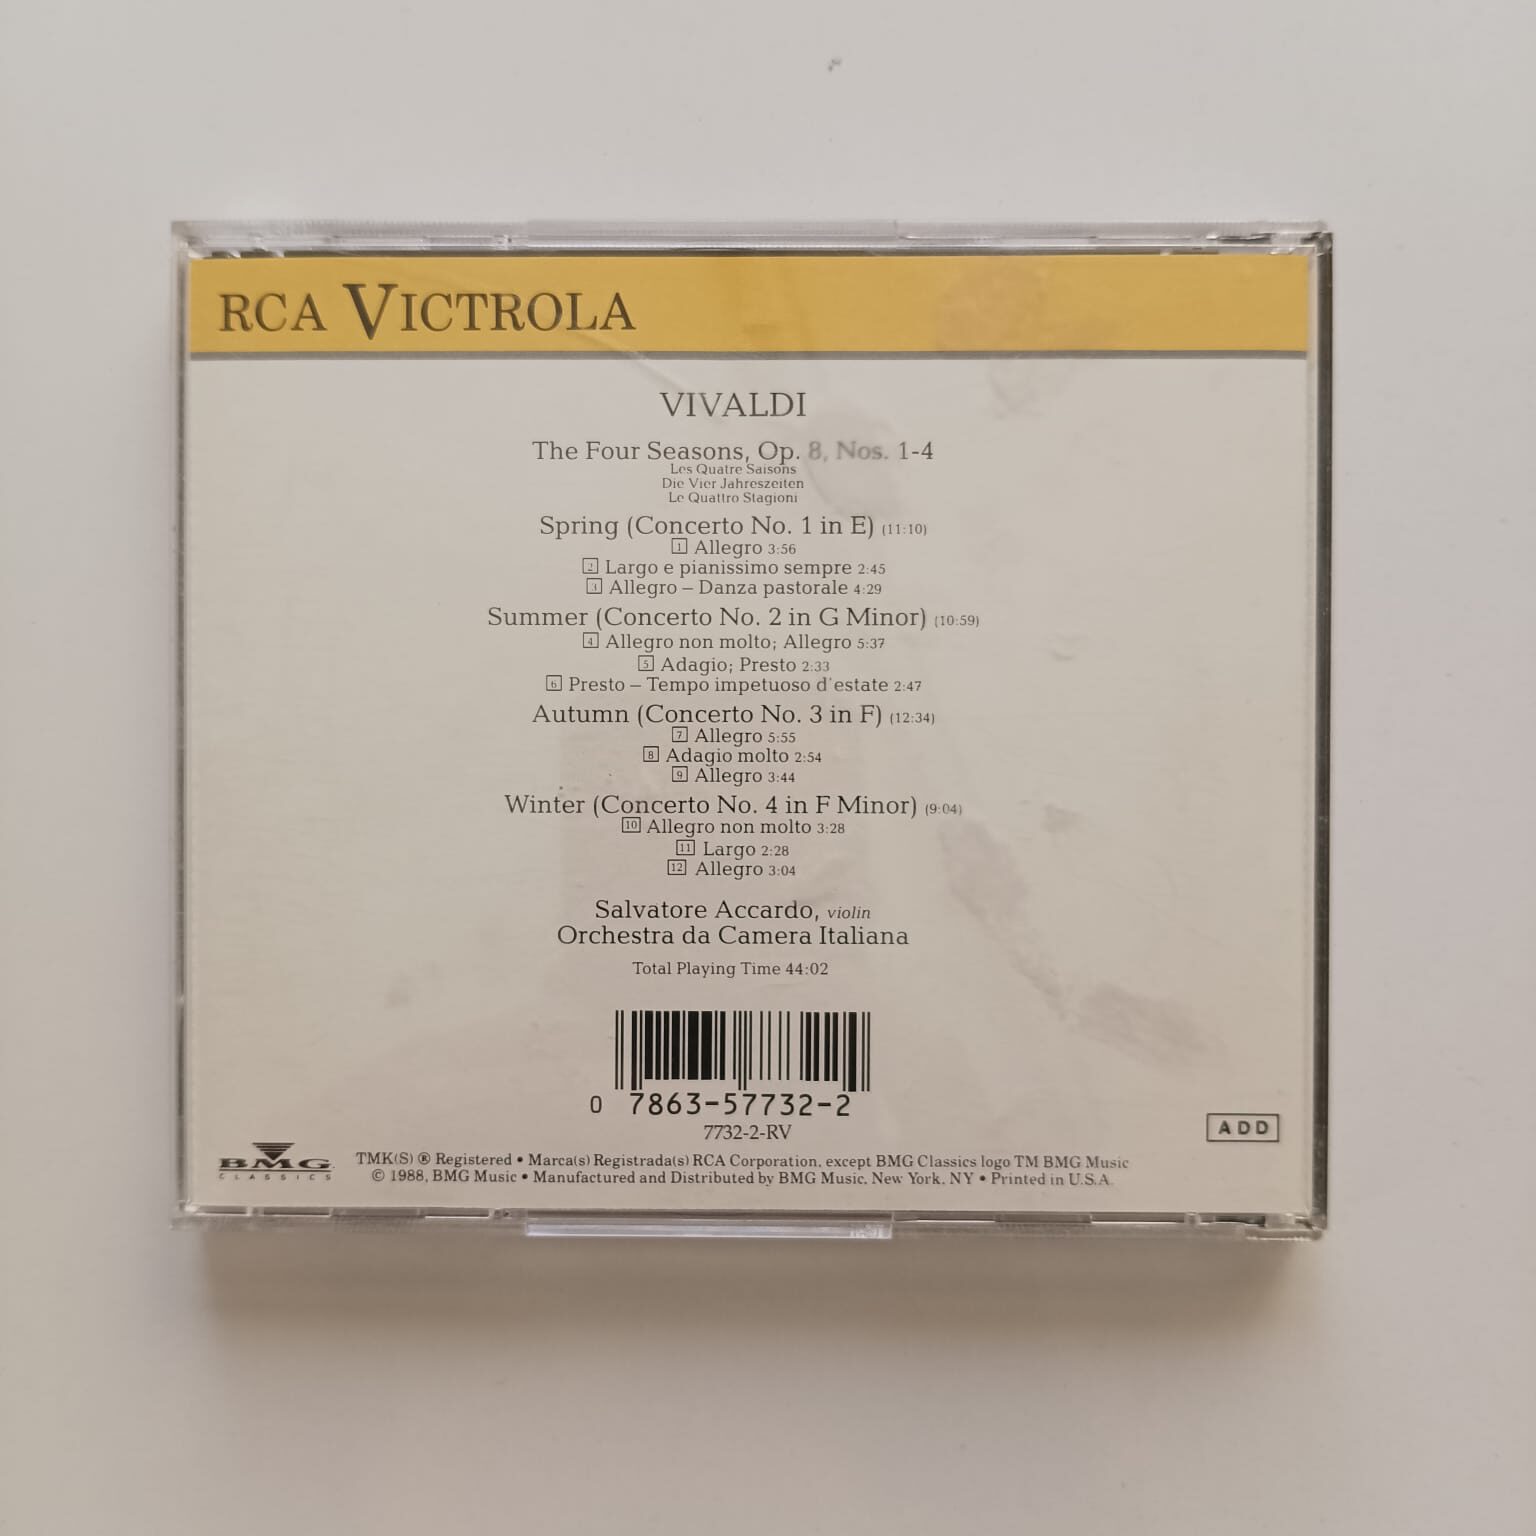 RCA VICTROLA
VIVALDI
The Four Seasons, Op. 8, Nos. 1-4
Les Quatre Saisons
Die Vier Jahreszeiten
Le Quattro Stagioni
Spring (Concerto No. 1 in E) (11:10)
1 Allegro 3:56
2 Largo e pianissimo sempre 2:45
3 Allegro – Danza pastorale 4:29
Summer (Concerto No. 2 in G Minor) (10:59)
4 Allegro non molto; Allegro 5:37
5 Adagio; Presto 2:33
6 Presto – Tempo impetuoso d'estate 2:47
Autumn (Concerto No. 3 in F) (12:34)
7 Allegro 5:55
8 Adagio molto 2:54
9 Allegro 3:44
Winter (Concerto No. 4 in F Minor) (9:04)
10 Allegro non molto 3:28
11 Largo 2:28
12 Allegro 3:04
Salvatore Accardo, violin
Orchestra da Camera Italiana
Total Playing Time 44:02
0 7863-57732-2
7732-2-RV
ADD
BMG
CLASSICS
TMK(S) ® Registered • Marca(s) Registrada(s) RCA Corporation, except BMG Classics logo TM BMG Music
© 1988, BMG Music • Manufactured and Distributed by BMG Music, New York, NY • Printed in U.S.A.